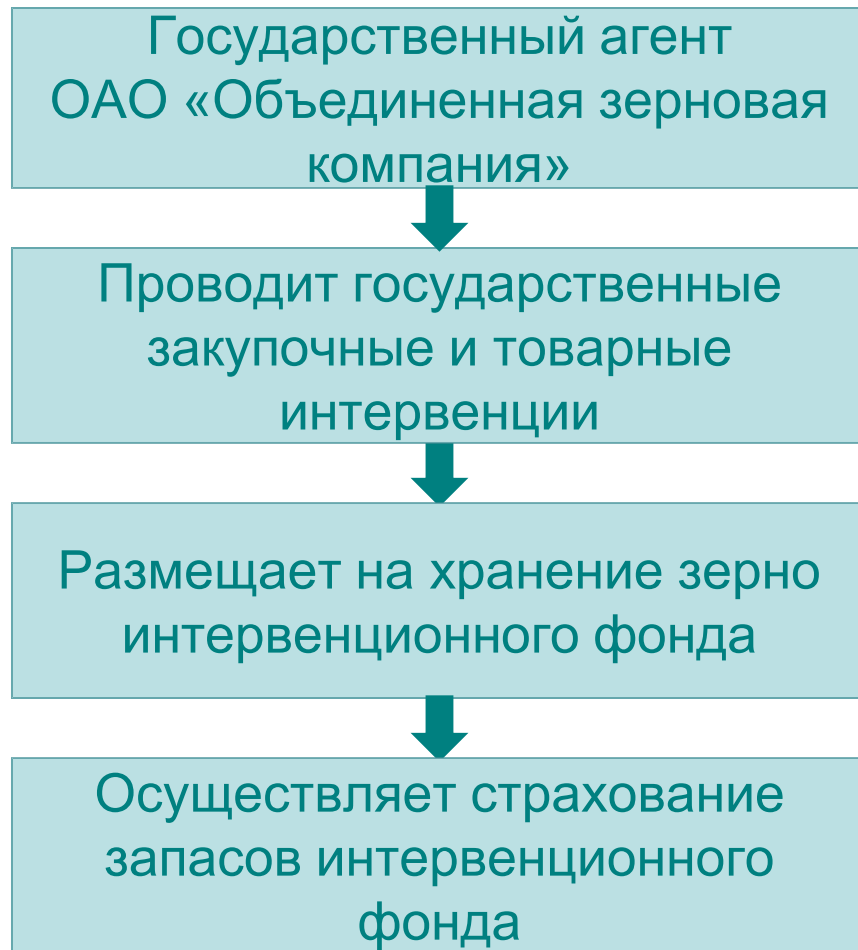 Государственный агент
ОАО «Объединенная зерновая
компания»
Проводит государственные
закупочные и товарные
интервенции
Размещает на хранение зерно
интервенционного фонда
Осуществляет страхование
запасов интервенционного
фонда